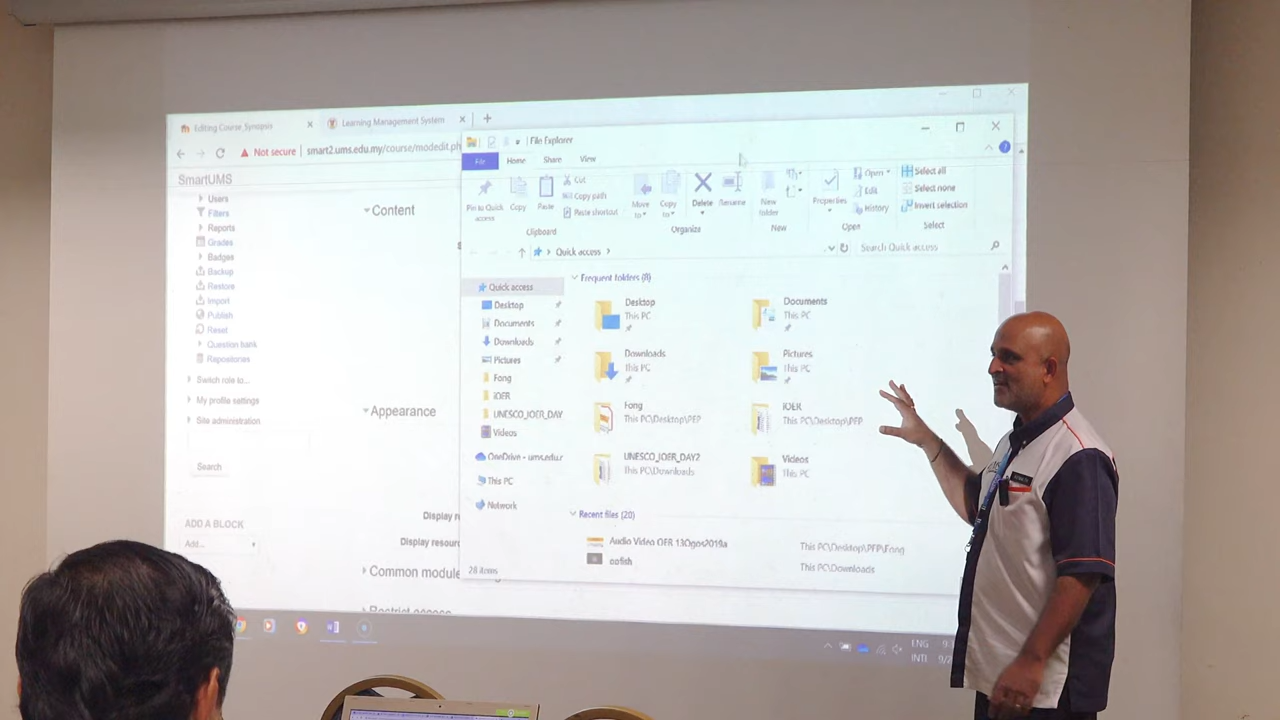 Editing Course Synopsis
Learning Management System
Not secure
smart2.ums.edu.my/course/modedit.ph
SmartUMS
Users
Filters
Reports
Grades
Badges
Backup
Restore
Import
Publish
Reset
Question bank
Repositories
Switch role to...
My profile settings
Site administration
Search
ADD A BLOCK
Add...
Content
Appearance
Display r
Display resour
Common module
Restrict access
File Explorer
File
Home
Share
View
Pin to Quick access
Copy
Paste
Cut
Copy path
Paste shortcut
Clipboard
Move to
Copy to
Delete
Rename
Organize
New folder
New
Properties
Open
Edit
History
Open
Select all
Select none
Invert selection
Select
Quick access
Search Quick access
Quick access
Desktop
Documents
Downloads
Pictures
Fong
iOER
UNESCO_IOER_DAY
Videos
OneDrive - ums.edu.r
This PC
Network
28 items
Frequent folders (8)
Desktop
This PC
Documents
This PC
Downloads
This PC
Pictures
This PC
Fong
This PC\Desktop\PFP
iOER
This PC\Desktop\PFP
UNESCO_IOER_DAY2
This PC\Downloads
Videos
This PC
Recent files (20)
Audio Video OER 13Ogos2019a
This PC\Desktop\PFP\Fong
cofish
This PC\Downloads
ENG
INTL